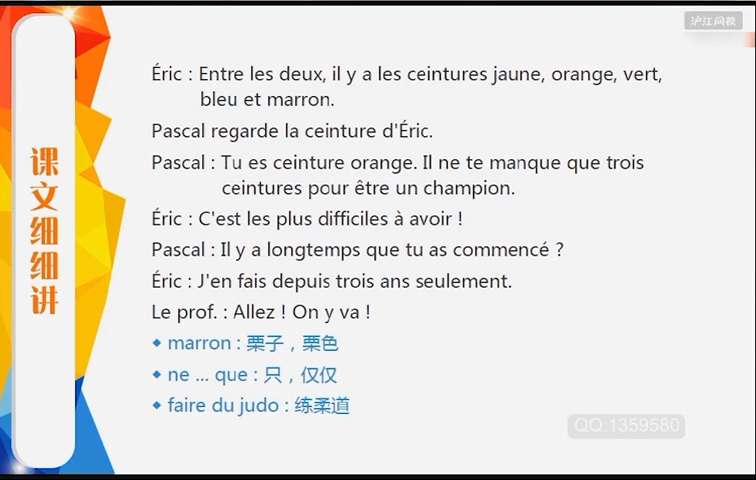 沪江网校
课文细细讲
Éric : Entre les deux, il y a les ceintures jaune, orange, vert,
bleu et marron.
Pascal regarde la ceinture d'Éric.
Pascal : Tu es ceinture orange. Il ne te manque que trois
ceintures pour être un champion.
Éric : C'est les plus difficiles à avoir !
Pascal : Il y a longtemps que tu as commencé ?
Éric : J'en fais depuis trois ans seulement.
Le prof. : Allez ! On y va !
◆ marron : 栗子，栗色
◆ ne ... que : 只，仅仅
◆ faire du judo : 练柔道
QQ:1359580